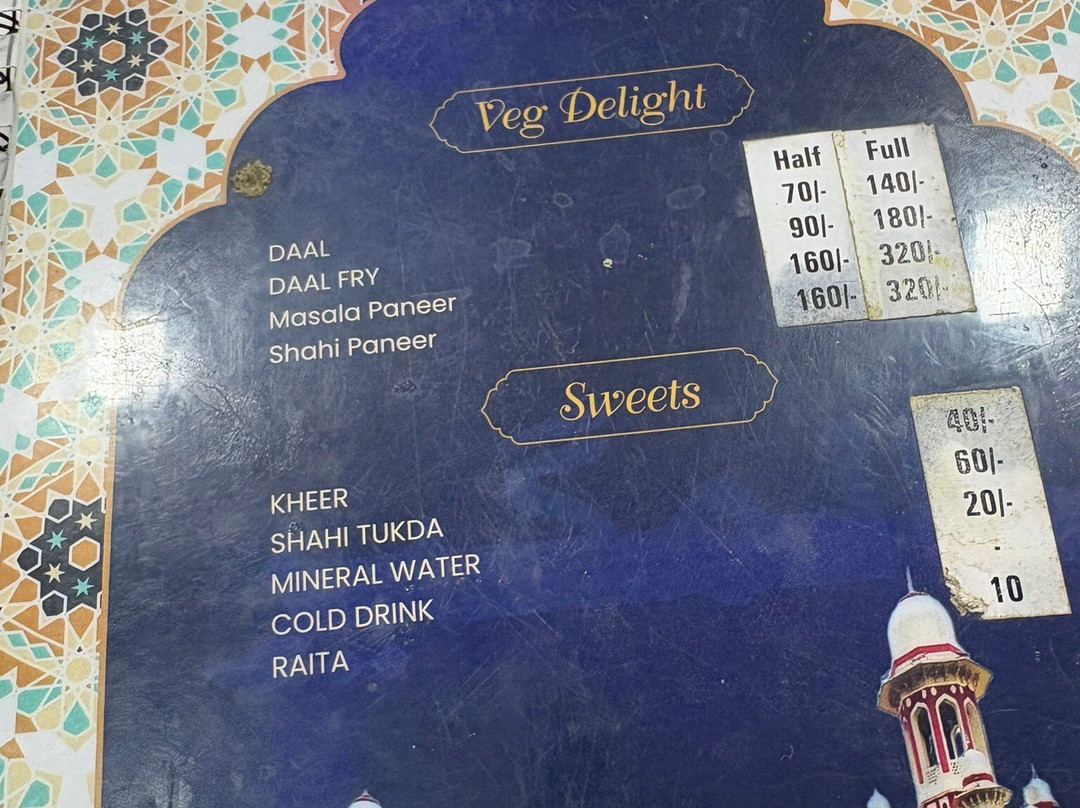 Veg Delight
Half Full
DAAL 70/- 140/-
DAAL FRY 90/- 180/-
Masala Paneer 160/- 320/-
Shahi Paneer 160/- 320/-
Sweets
KHEER 40/-
SHAHI TUKDA 60/-
MINERAL WATER 20/-
COLD DRINK -
RAITA 10